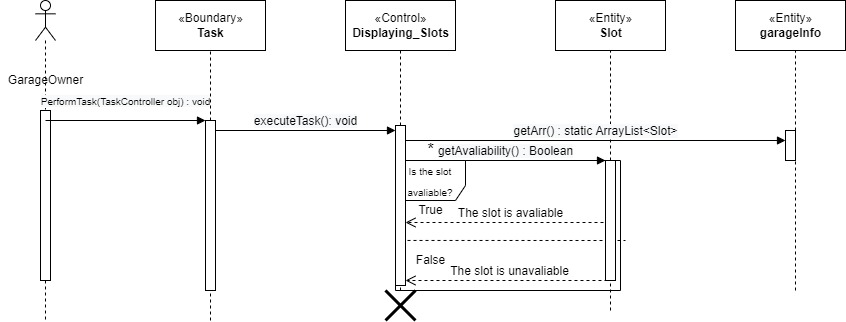 «Boundary»
Task
«Control»
Displaying_Slots
«Entity»
Slot
«Entity»
garageInfo
GarageOwner
PerformTask(TaskController obj) : void
executeTask(): void
getArr() : static ArrayList<Slot>
* getAvaliability() : Boolean
Is the slot
avaliable?
True
The slot is avaliable
False
The slot is unavaliable